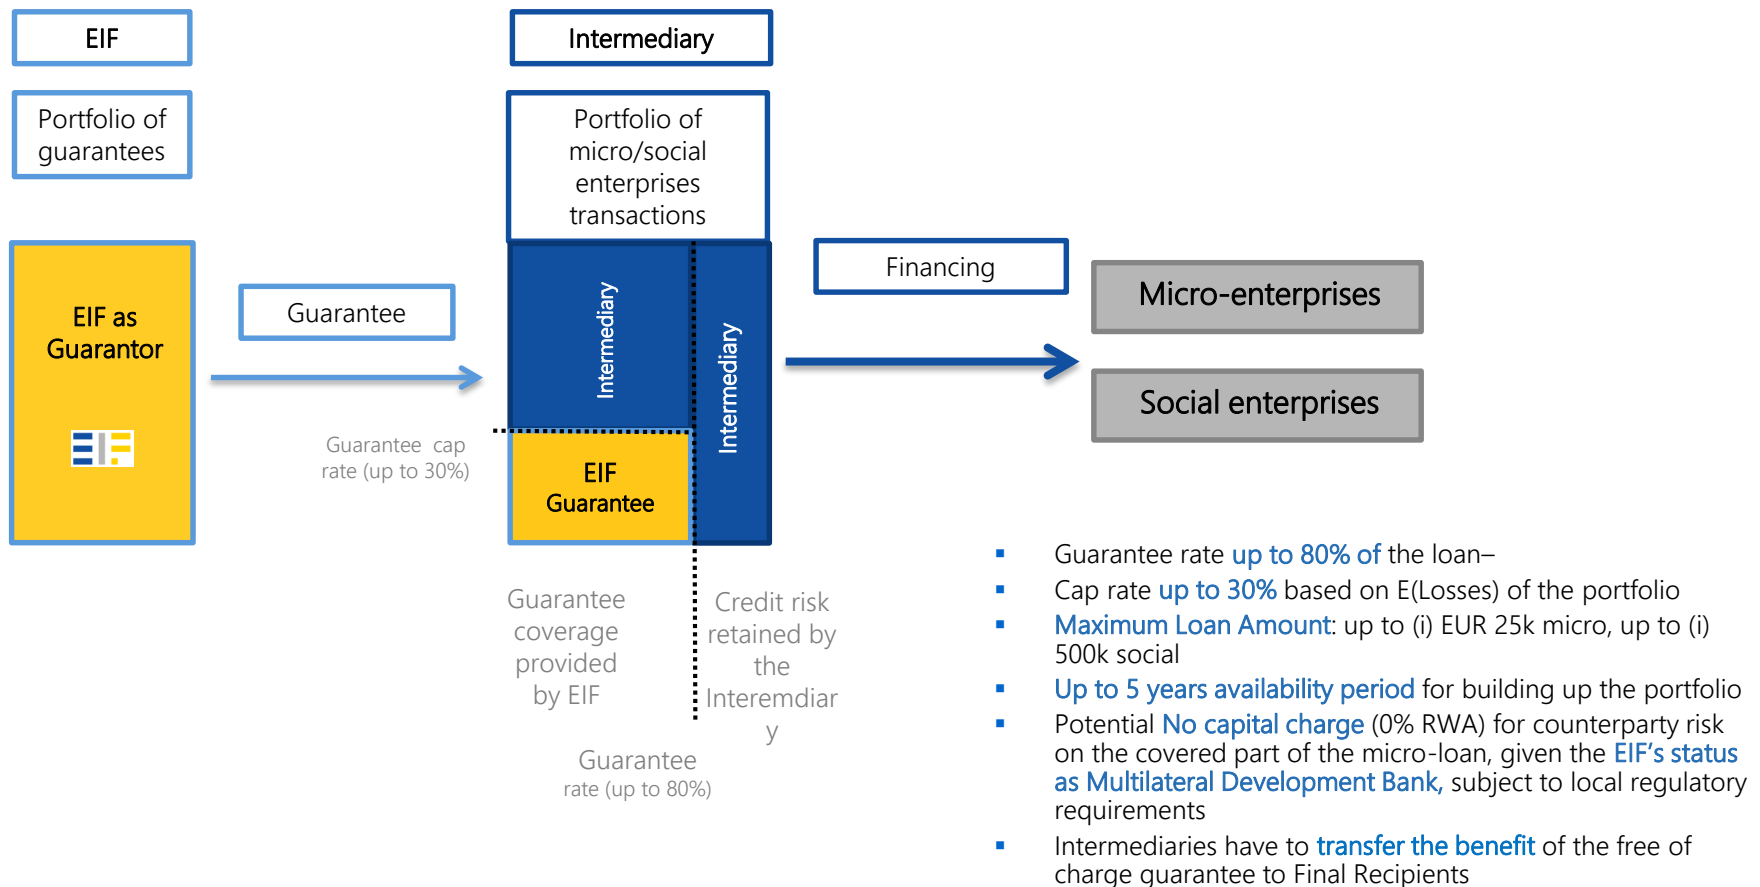 EIF
Intermediary
Portfolio of
guarantees
Portfolio of
micro/social
enterprises
transactions
EIF as
Guarantor
EIF
Guarantee
Guarantee cap
rate (up to 30%)
Intermediary
Intermediary
EIF
Guarantee
Financing
Micro-enterprises
Social enterprises
Guarantee
coverage
provided
by EIF
Credit risk
retained by
the
Interemdiar
y
Guarantee
rate (up to 80%)
▪ Guarantee rate up to 80% of the loan–
▪ Cap rate up to 30% based on E(Losses) of the portfolio
▪ Maximum Loan Amount: up to (i) EUR 25k micro, up to (i)
500k social
▪ Up to 5 years availability period for building up the portfolio
▪ Potential No capital charge (0% RWA) for counterparty risk
on the covered part of the micro-loan, given the EIF’s status
as Multilateral Development Bank, subject to local regulatory
requirements
▪ Intermediaries have to transfer the benefit of the free of
charge guarantee to Final Recipients